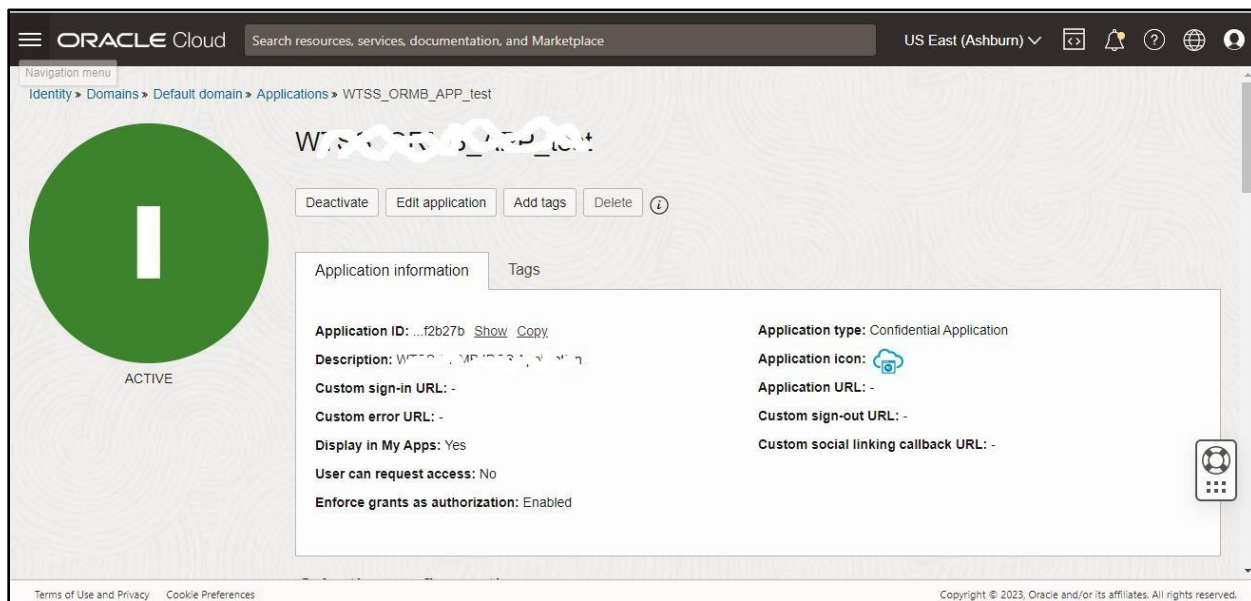 ORACLE Cloud
Search resources, services, documentation, and Marketplace
US East (Ashburn)
Navigation menu
Identity » Domains » Default domain » Applications » WTSS_ORMB_APP_test
Deactivate
Edit application
Add tags
Delete
I
Application information
Tags
Application ID: ...f2b27b Show Copy
Description:
Custom sign-in URL: -
Custom error URL: -
Display in My Apps: Yes
User can request access: No
Enforce grants as authorization: Enabled
Application type: Confidential Application
Application icon:
Application URL: -
Custom sign-out URL: -
Custom social linking callback URL: -
ACTIVE
Terms of Use and Privacy
Cookie Preferences
Copyright © 2023, Oracle and/or its affiliates. All rights reserved.